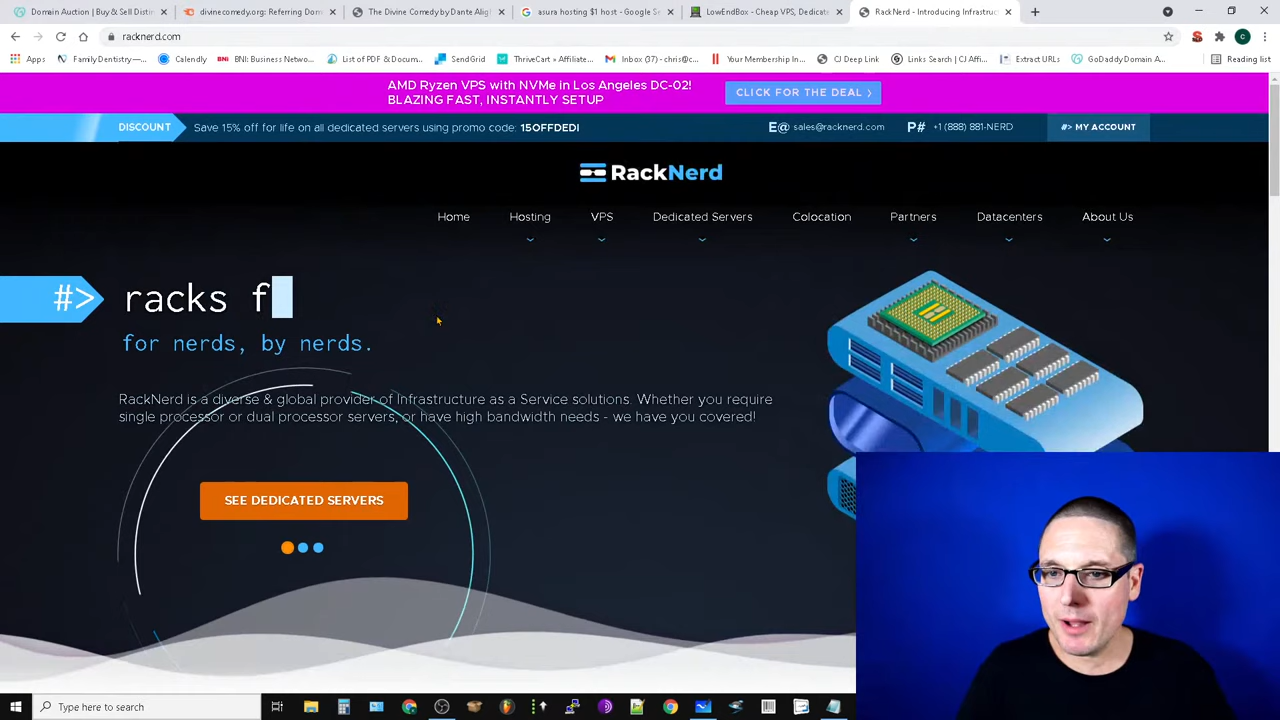 Domain Auction | Buy & Sell Distin
divinecomedy.org: Referring Dom
The Divine Comedy by Dante Aligh
asura hosting $1 host - Google Se
LowEndBox - Cheap VPS, Dedicate
RackNerd - Introducing Infrastruc
racknerd.com
Apps
Family Dentistry —...
Calendly
BNI: Business Netwo...
List of PDF & Docum...
SendGrid
ThriveCart » Affiliate...
Inbox (37) - chris@c...
Your Membership In...
CJ Deep Link
Links Search | CJ Affi...
Extract URLs
GoDaddy Domain A...
Reading list
AMD Ryzen VPS with NVMe in Los Angeles DC-02!
BLAZING FAST, INSTANTLY SETUP
CLICK FOR THE DEAL
DISCOUNT
Save 15% off for life on all dedicated servers using promo code: 15OFFDEDI
E@ sales@racknerd.com
P# +1 (888) 881-NERD
#> MY ACCOUNT
RackNerd
Home
Hosting
VPS
Dedicated Servers
Colocation
Partners
Datacenters
About Us
#> racks f
for nerds, by nerds.
RackNerd is a diverse & global provider of Infrastructure as a Service solutions. Whether you require
single processor or dual processor servers, or have high bandwidth needs - we have you covered!
SEE DEDICATED SERVERS
Type here to search